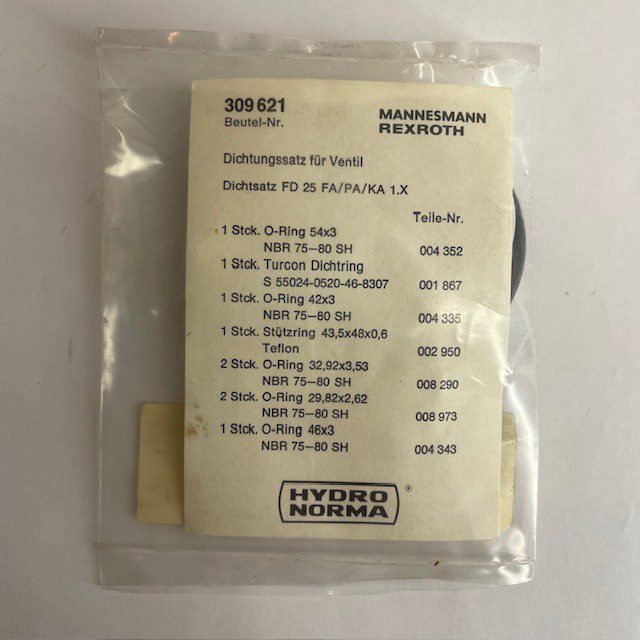 309 621
Beutel-Nr.
MANNESMANN
REXROTH
Dichtungssatz für Ventil
Dichtsatz FD 25 FA/PA/KA 1.X
Teile-Nr.
1 Stck. O-Ring 54x3
NBR 75–80 SH 004 352
1 Stck. Turcon Dichtring
S 55024-0520-46-8307 001 867
1 Stck. O-Ring 42x3
NBR 75–80 SH 004 335
1 Stck. Stützring 43,5x48x0,6
Teflon 002 950
2 Stck. O-Ring 32,92x3,53
NBR 75–80 SH 008 290
2 Stck. O-Ring 29,82x2,62
NBR 75–80 SH 008 973
1 Stck. O-Ring 46x3
NBR 75–80 SH 004 343
HYDRO ®
NORMA